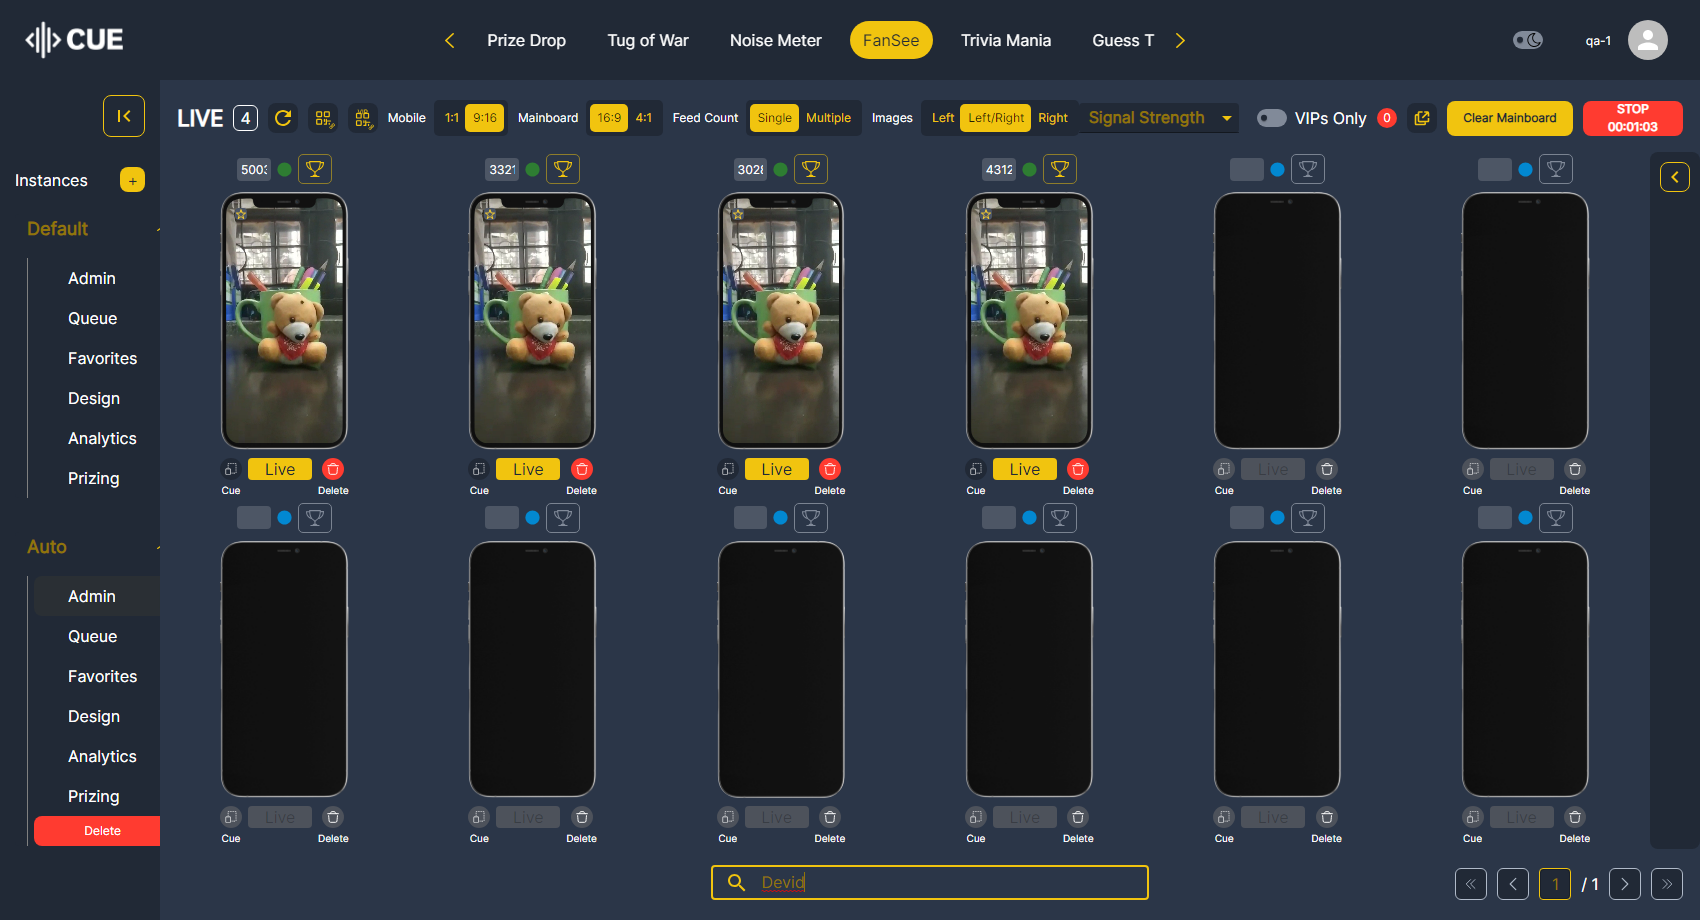 CUE
Prize Drop
Tug of War
Noise Meter
FanSee
Trivia Mania
Guess T
qa-1
LIVE 4
Mobile 1:1 9:16
Mainboard 16:9 4:1
Feed Count Single Multiple
Images Left Left/Right Right
Signal Strength
VIPs Only 0
Clear Mainboard
STOP
00:01:03
Instances +
Default
Admin
Queue
Favorites
Design
Analytics
Prizing
Auto
Admin
Queue
Favorites
Design
Analytics
Prizing
Delete
5003
3321
3028
4312
Live Live Live Live Live Live
Cue Delete Cue Delete Cue Delete Cue Delete Cue Delete Cue Delete
Live Live Live Live Live Live
Cue Delete Cue Delete Cue Delete Cue Delete Cue Delete Cue Delete
Devid
1 / 1